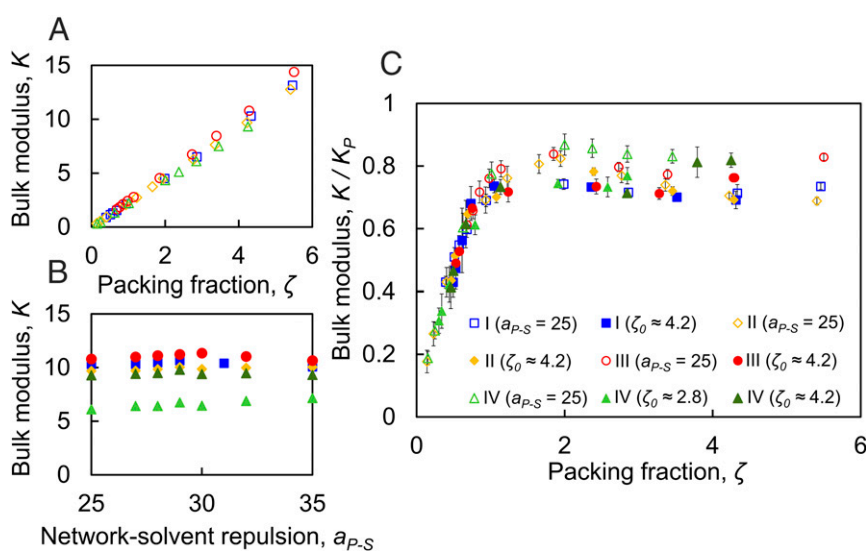 A
Bulk modulus, K
15
10
5
0
0 2 4 6
Packing fraction, ζ
B
Bulk modulus, K
15
10
5
0
25 30 35
Network-solvent repulsion, aP-S
C
Bulk modulus, K / KP
1
0.8
0.6
0.4
0.2
0
0 2 4 6
Packing fraction, ζ
I (aP-S = 25) I (ζ0 ≈ 4.2) II (aP-S = 25)
II (ζ0 ≈ 4.2) III (aP-S = 25) III (ζ0 ≈ 4.2)
IV (aP-S = 25) IV (ζ0 ≈ 2.8) IV (ζ0 ≈ 4.2)